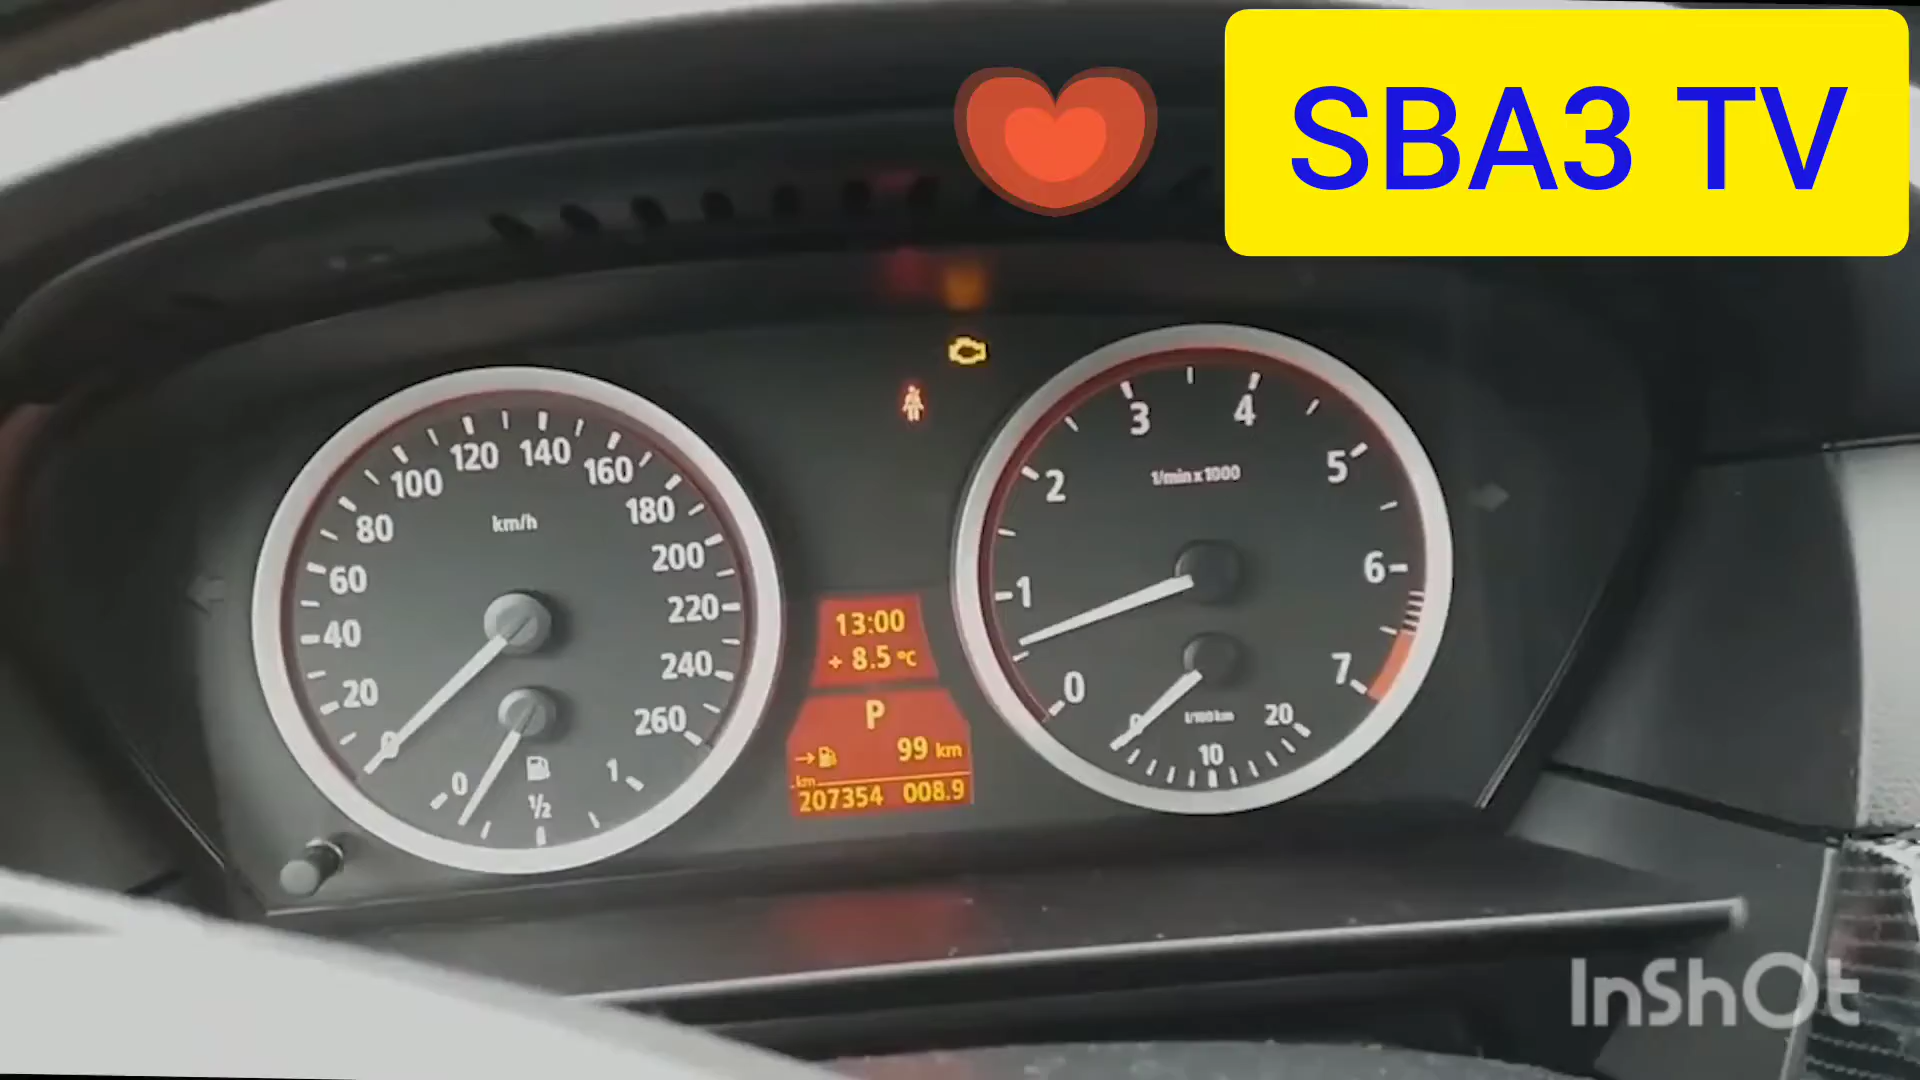 SBA3 TV
120 140
100 160
80 km/h 180
60 200
40 220
20 240
0 260
0 1/2 1
13:00
+ 8.5 °C
P
→ 99 km
km
207354 008.9
3 4
2 1/min x 1000 5
1 6
0 7
0 l/100 km 20
10
InShOt